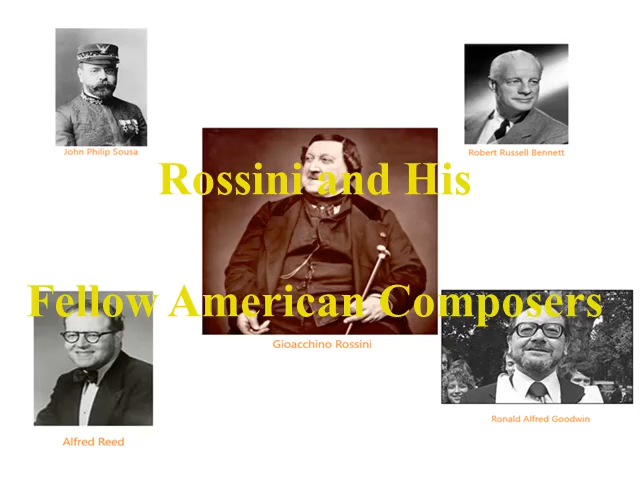 John Philip Sousa
Robert Russell Bennett
Rossini and His
Fellow American Composers
Gioacchino Rossini
Ronald Alfred Goodwin
Alfred Reed